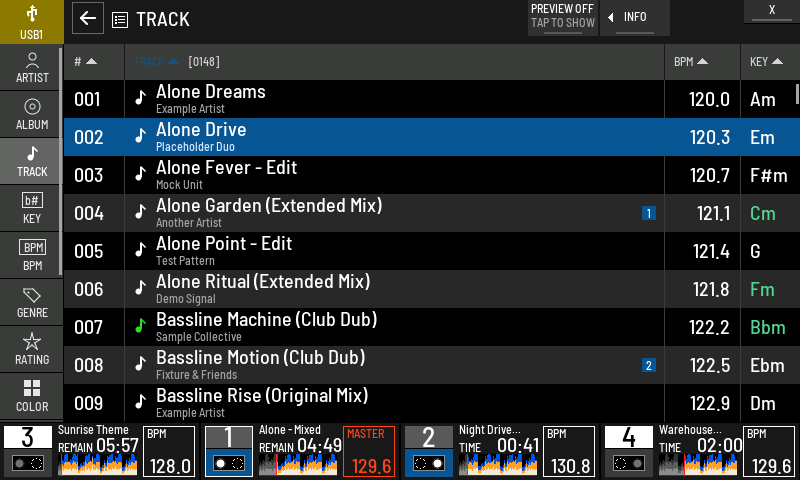 USB1
TRACK
PREVIEW OFF
TAP TO SHOW
INFO
X
ARTIST
ALBUM
TRACK
b#
KEY
BPM
BPM
GENRE
RATING
COLOR
# TRACK [0148] BPM KEY
001 Alone Dreams 120.0 Am
Example Artist
002 Alone Drive 120.3 Em
Placeholder Duo
003 Alone Fever - Edit 120.7 F#m
Mock Unit
004 Alone Garden (Extended Mix) 1 121.1 Cm
Another Artist
005 Alone Point - Edit 121.4 G
Test Pattern
006 Alone Ritual (Extended Mix) 121.8 Fm
Demo Signal
007 Bassline Machine (Club Dub) 122.2 Bbm
Sample Collective
008 Bassline Motion (Club Dub) 2 122.5 Ebm
Fixture & Friends
009 Bassline Rise (Original Mix) 122.9 Dm
Example Artist
3 Sunrise Theme BPM
REMAIN 05:57
128.0
1 Alone - Mixed MASTER
REMAIN 04:49
129.6
2 Night Drive... BPM
TIME 00:41
130.8
4 Warehouse... BPM
TIME 02:00
129.6